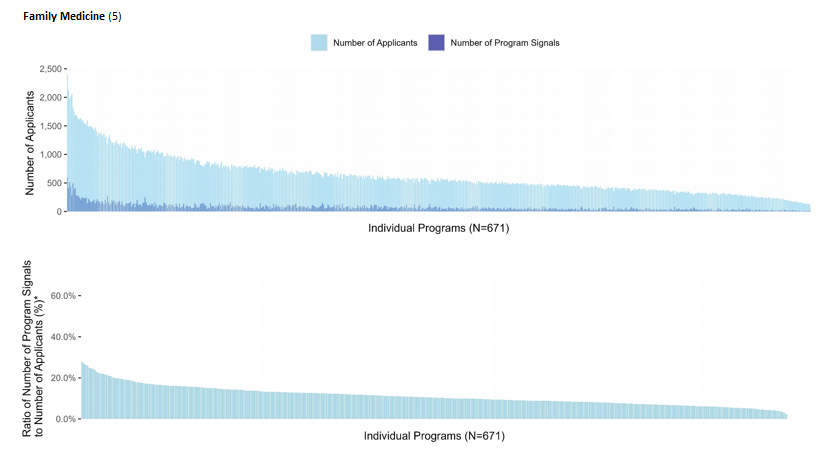 Family Medicine (5)
Number of Applicants
Number of Program Signals
Number of Applicants
2,500
2,000
1,500
1,000
500
0
Individual Programs (N=671)
Ratio of Number of Program Signals
to Number of Applicants (%)*
60.0%
40.0%
20.0%
0.0%
Individual Programs (N=671)